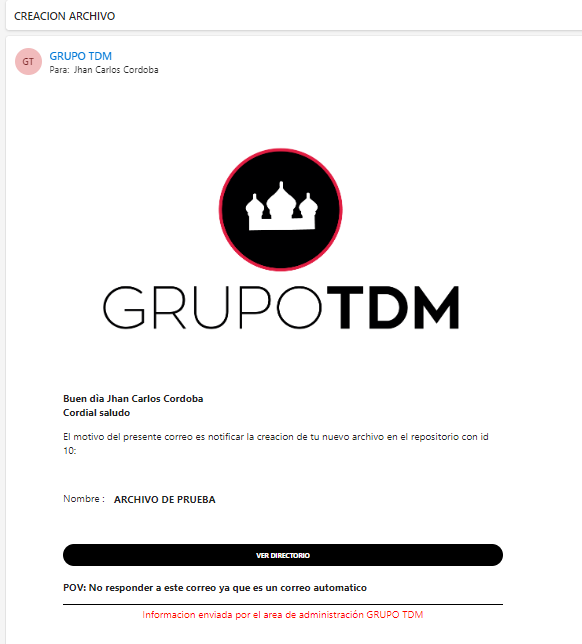 CREACION ARCHIVO
GT
GRUPO TDM
Para: Jhan Carlos Cordoba
GRUPOTDM
Buen dìa Jhan Carlos Cordoba
Cordial saludo
El motivo del presente correo es notificar la creacion de tu nuevo archivo en el repositorio con id
10:
Nombre : ARCHIVO DE PRUEBA
VER DIRECTORIO
POV: No responder a este correo ya que es un correo automatico
Informacion enviada por el area de administración GRUPO TDM